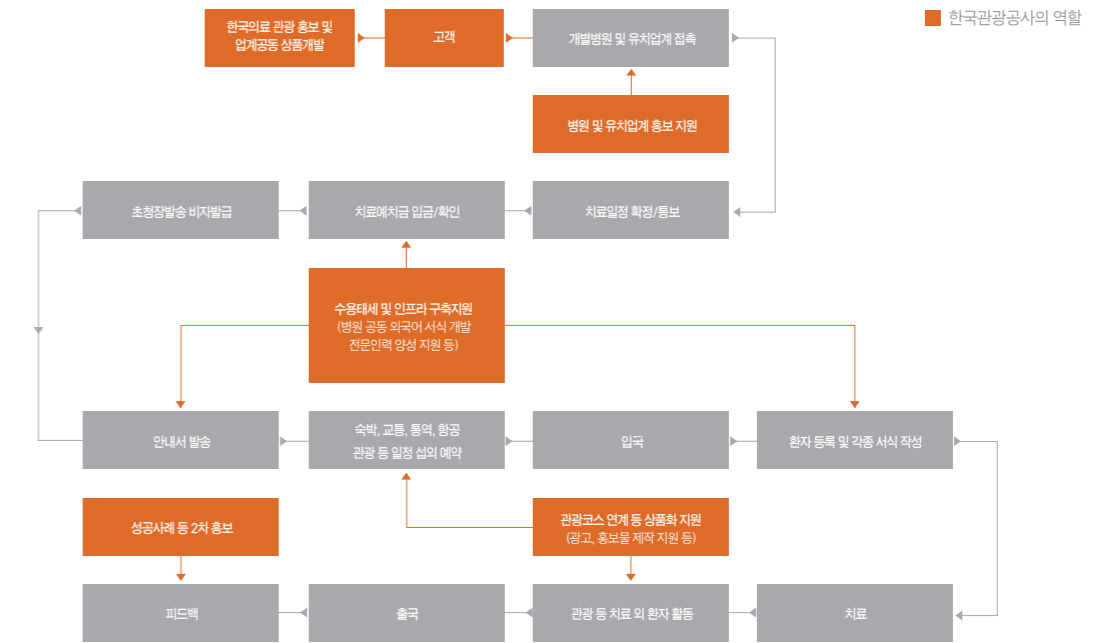 한국관광공사의 역할
한국의료 관광 홍보 및
업계공동 상품개발
고객
개별병원 및 유치업계 접촉
병원 및 유치업계 홍보 지원
초청장발송 비자발급
치료예치금 입금/확인
치료일정 확정/통보
수용태세 및 인프라 구축지원
(병원 공동 외국어 서식 개발
전문인력 양성 지원 등)
안내서 발송
숙박, 교통, 통역, 항공
관광 등 일정 섭외 예약
입국
환자 등록 및 각종 서식 작성
성공사례 등 2차 홍보
관광코스 연계 등 상품화 지원
(광고, 홍보물 제작 지원 등)
피드백
출국
관광 등 치료 외 환자 활동
치료